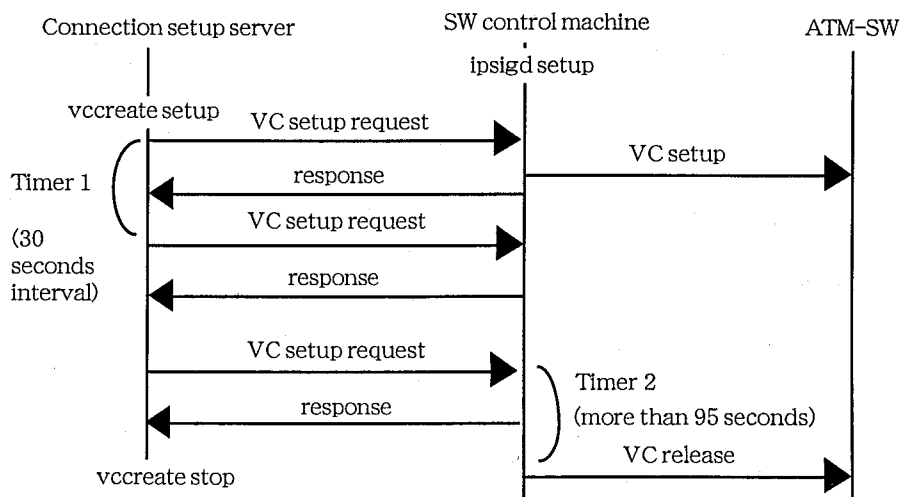 Connection setup server
SW control machine
ATM-SW
ipsigd setup
vccreate setup
VC setup request
VC setup
Timer 1
response
VC setup request
(30
seconds
interval)
response
VC setup request
Timer 2
(more than 95 seconds)
response
VC release
vccreate stop